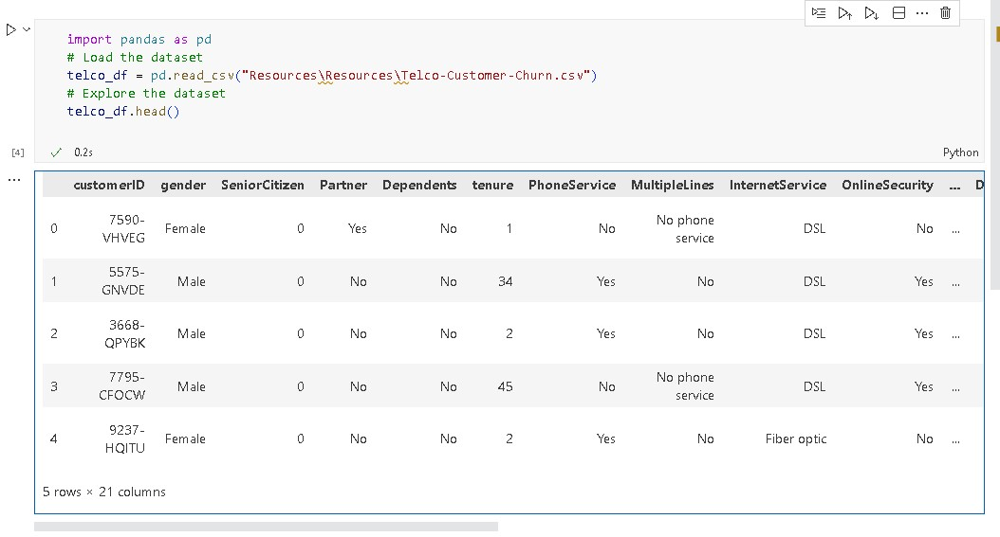 import pandas as pd
# Load the dataset
telco_df = pd.read_csv("Resources\Resources\Telco-Customer-Churn.csv")
# Explore the dataset
telco_df.head()
[4] 0.2s Python
... customerID gender SeniorCitizen Partner Dependents tenure PhoneService MultipleLines InternetService OnlineSecurity ... D
0 7590-VHVEG Female 0 Yes No 1 No No phone service DSL No ...
1 5575-GNVDE Male 0 No No 34 Yes No DSL Yes ...
2 3668-QPYBK Male 0 No No 2 Yes No DSL Yes ...
3 7795-CFOCW Male 0 No No 45 No No phone service DSL Yes ...
4 9237-HQITU Female 0 No No 2 Yes No Fiber optic No ...
5 rows × 21 columns